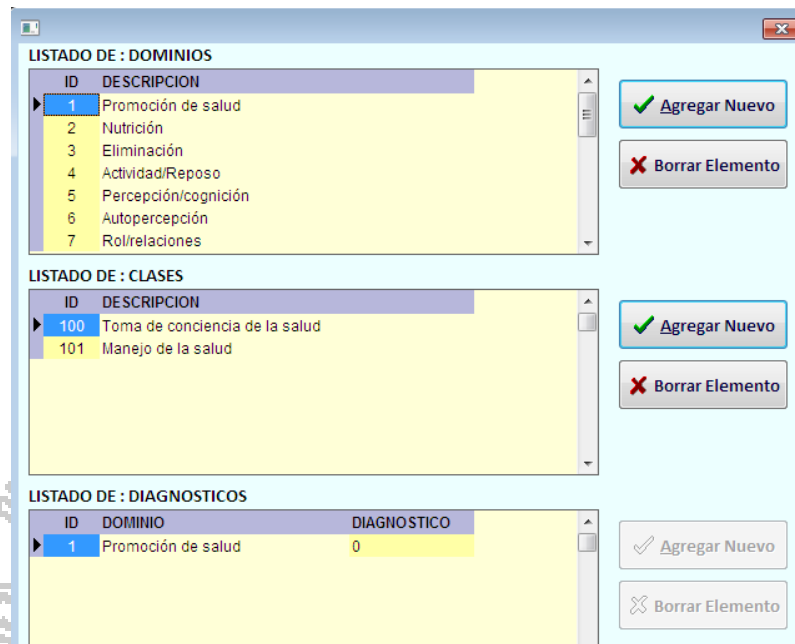 LISTADO DE : DOMINIOS
ID DESCRIPCION
1 Promoción de salud
2 Nutrición
3 Eliminación
4 Actividad/Reposo
5 Percepción/cognición
6 Autopercepción
7 Rol/relaciones
Agregar Nuevo
Borrar Elemento
LISTADO DE : CLASES
ID DESCRIPCION
100 Toma de conciencia de la salud
101 Manejo de la salud
Agregar Nuevo
Borrar Elemento
LISTADO DE : DIAGNOSTICOS
ID DOMINIO DIAGNOSTICO
1 Promoción de salud 0
Agregar Nuevo
Borrar Elemento